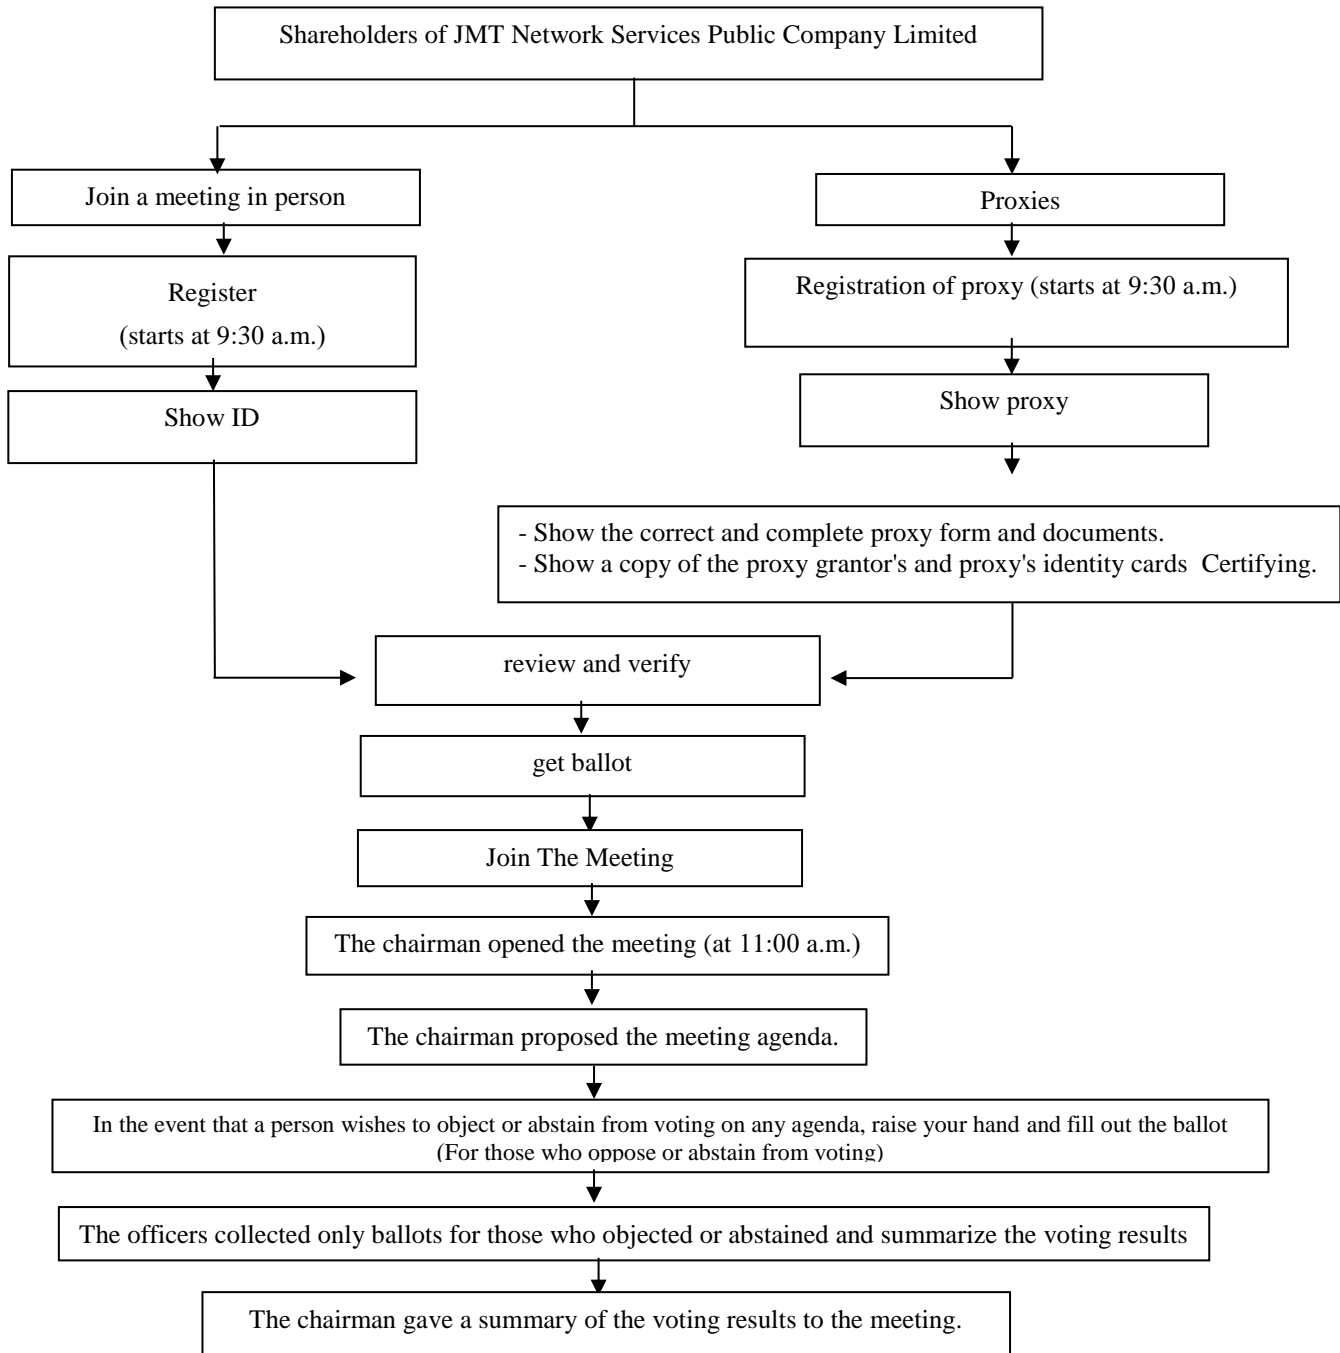 Shareholders of JMT Network Services Public Company Limited
Join a meeting in person
Proxies
Register
(starts at 9:30 a.m.)
Registration of proxy (starts at 9:30 a.m.)
Show ID
Show proxy
- Show the correct and complete proxy form and documents.
- Show a copy of the proxy grantor's and proxy's identity cards  Certifying.
review and verify
get ballot
Join The Meeting
The chairman opened the meeting (at 11:00 a.m.)
The chairman proposed the meeting agenda.
In the event that a person wishes to object or abstain from voting on any agenda, raise your hand and fill out the ballot
(For those who oppose or abstain from voting)
The officers collected only ballots for those who objected or abstained and summarize the voting results
The chairman gave a summary of the voting results to the meeting.